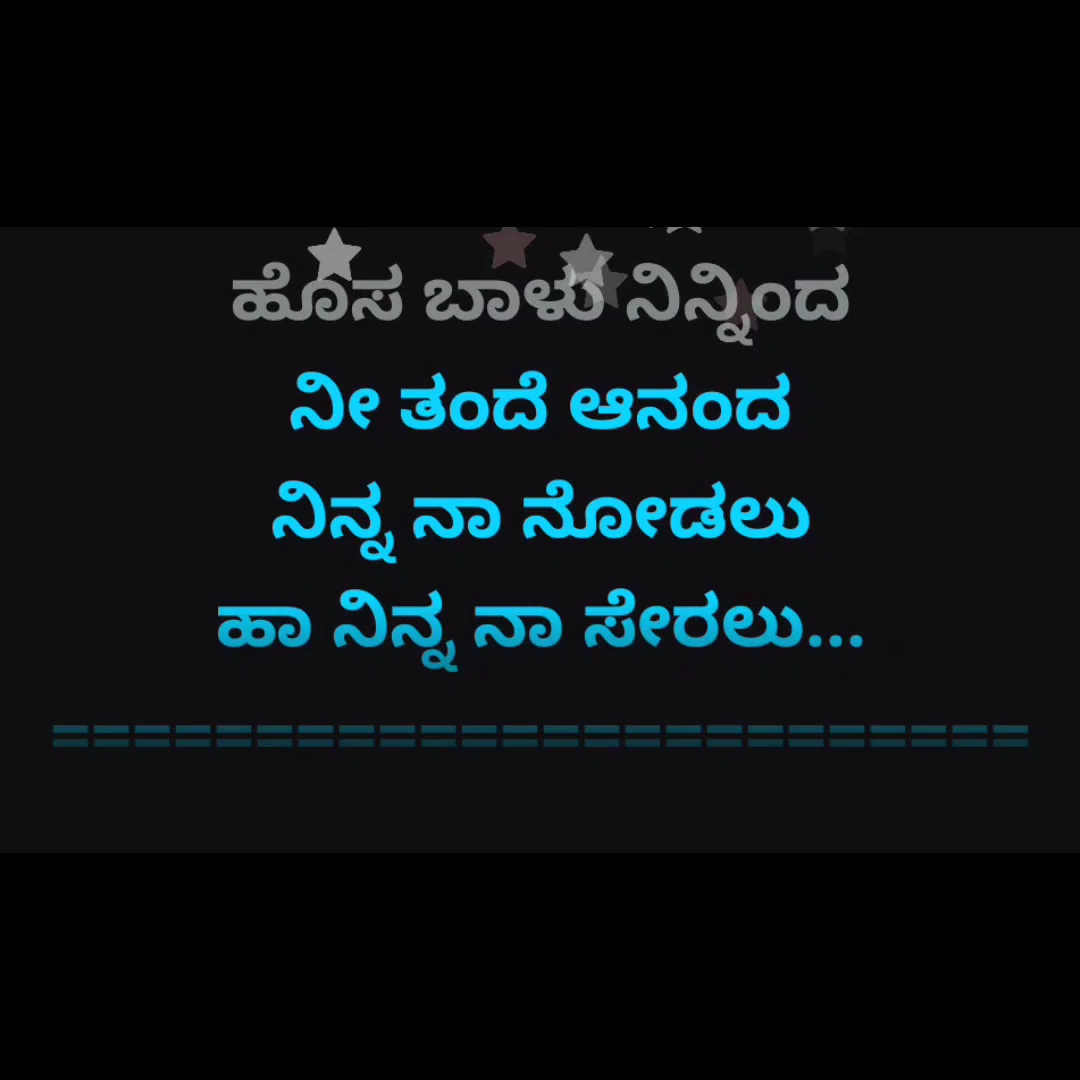 ಹೊಸ ಬಾಳು ನಿನ್ನಿಂದ
ನೀ ತಂದೆ ಆನಂದ
ನಿನ್ನ ನಾ ನೋಡಲು
ಹಾ ನಿನ್ನ ನಾ ಸೇರಲು...
========================